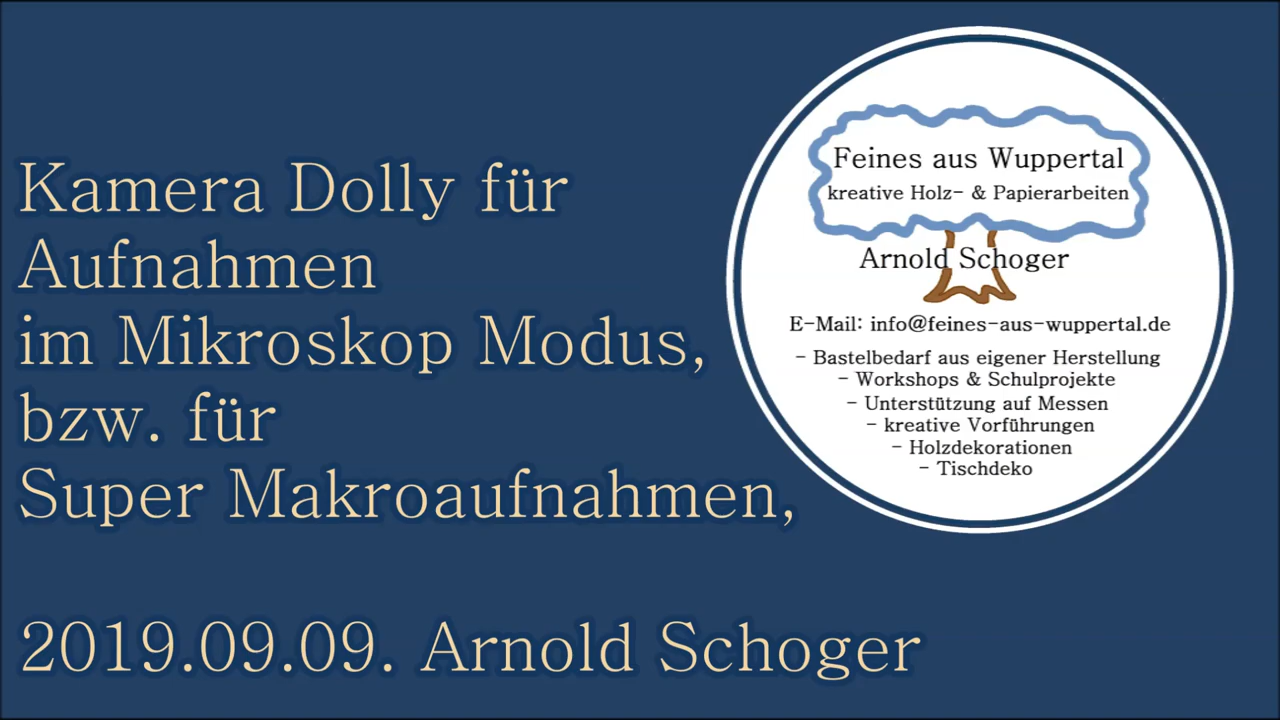 Kamera Dolly für
Aufnahmen
im Mikroskop Modus,
bzw. für
Super Makroaufnahmen,
2019.09.09. Arnold Schoger
Feines aus Wuppertal
kreative Holz- & Papierarbeiten
Arnold Schoger
E-Mail: info@feines-aus-wuppertal.de
- Bastelbedarf aus eigener Herstellung
- Workshops & Schulprojekte
- Unterstützung auf Messen
- kreative Vorführungen
- Holzdekorationen
- Tischdeko